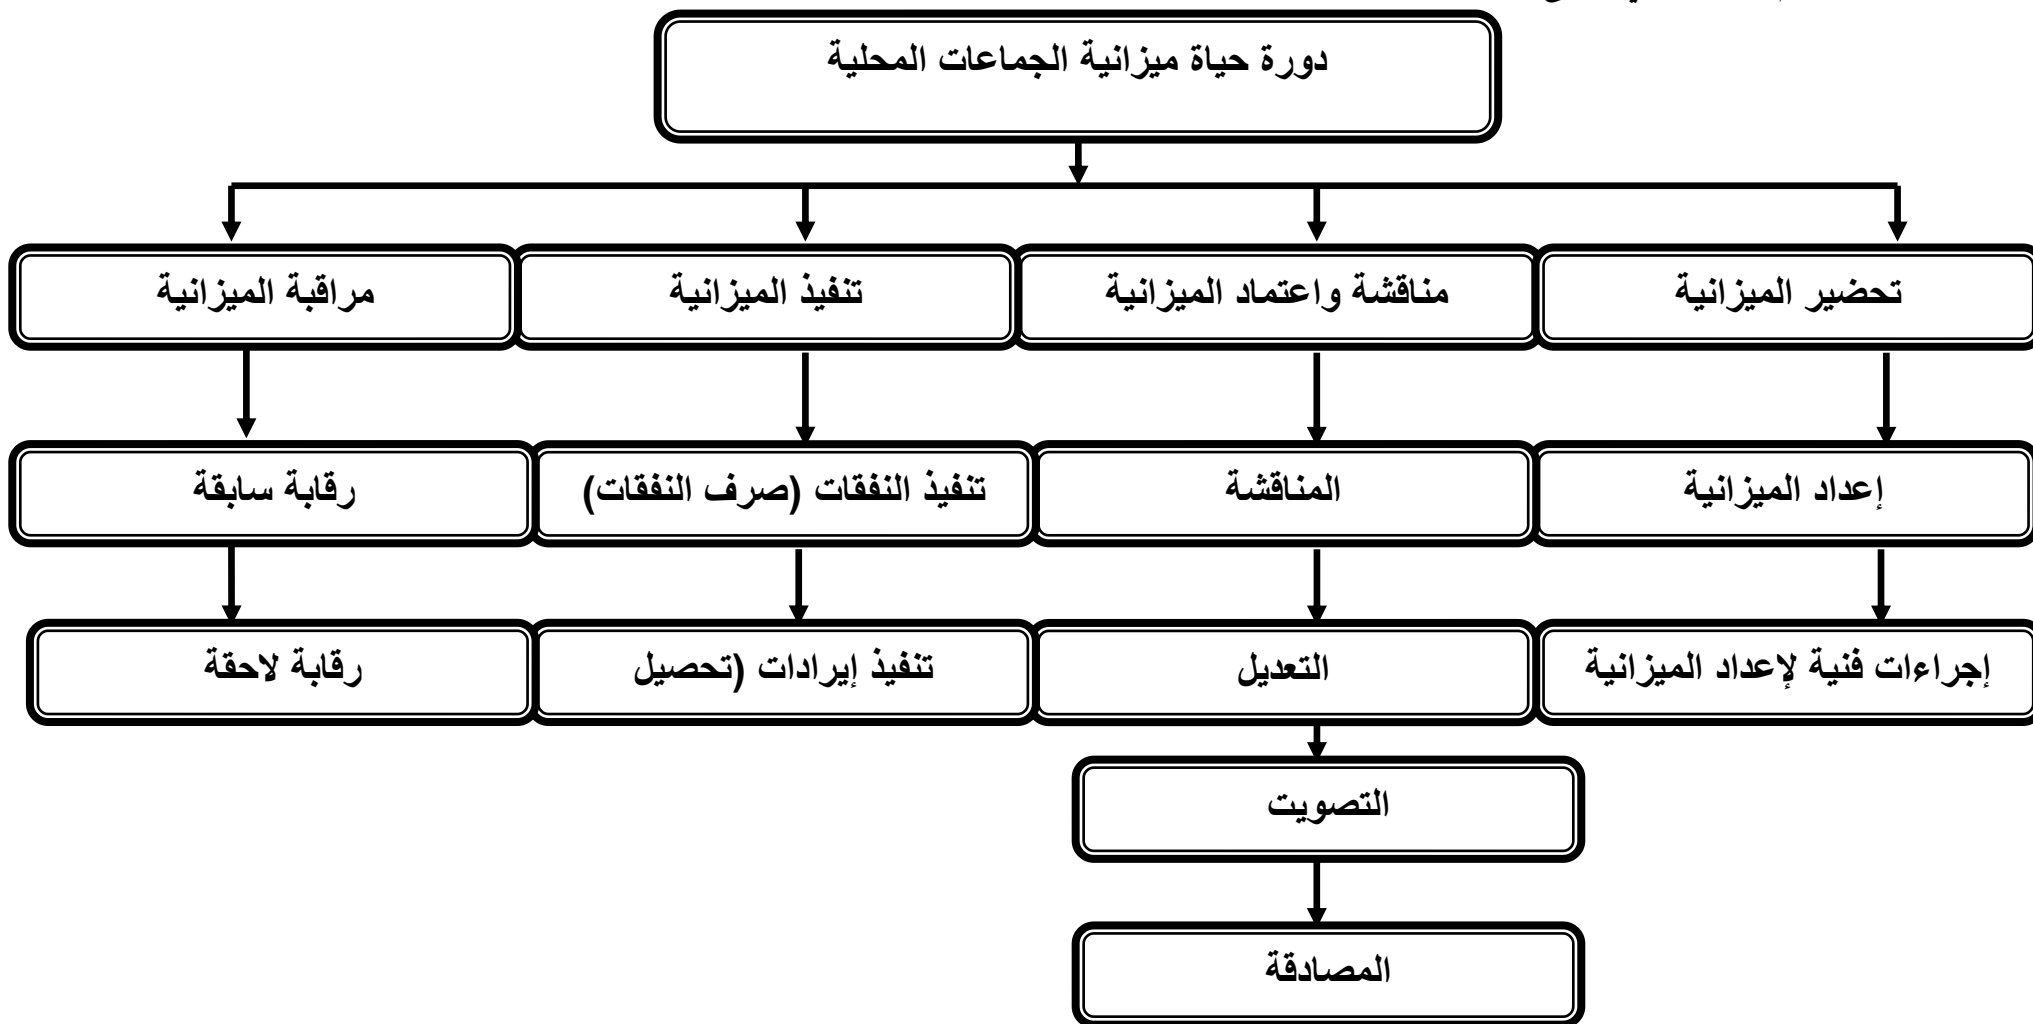 دورة حياة ميزانية الجماعات المحلية
تحضير الميزانية
مناقشة واعتماد الميزانية
تنفيذ الميزانية
مراقبة الميزانية
إعداد الميزانية
المناقشة
تنفيذ النفقات (صرف النفقات)
رقابة سابقة
إجراءات فنية لإعداد الميزانية
التعديل
تنفيذ إيرادات (تحصيل
رقابة لاحقة
التصويت
المصادقة